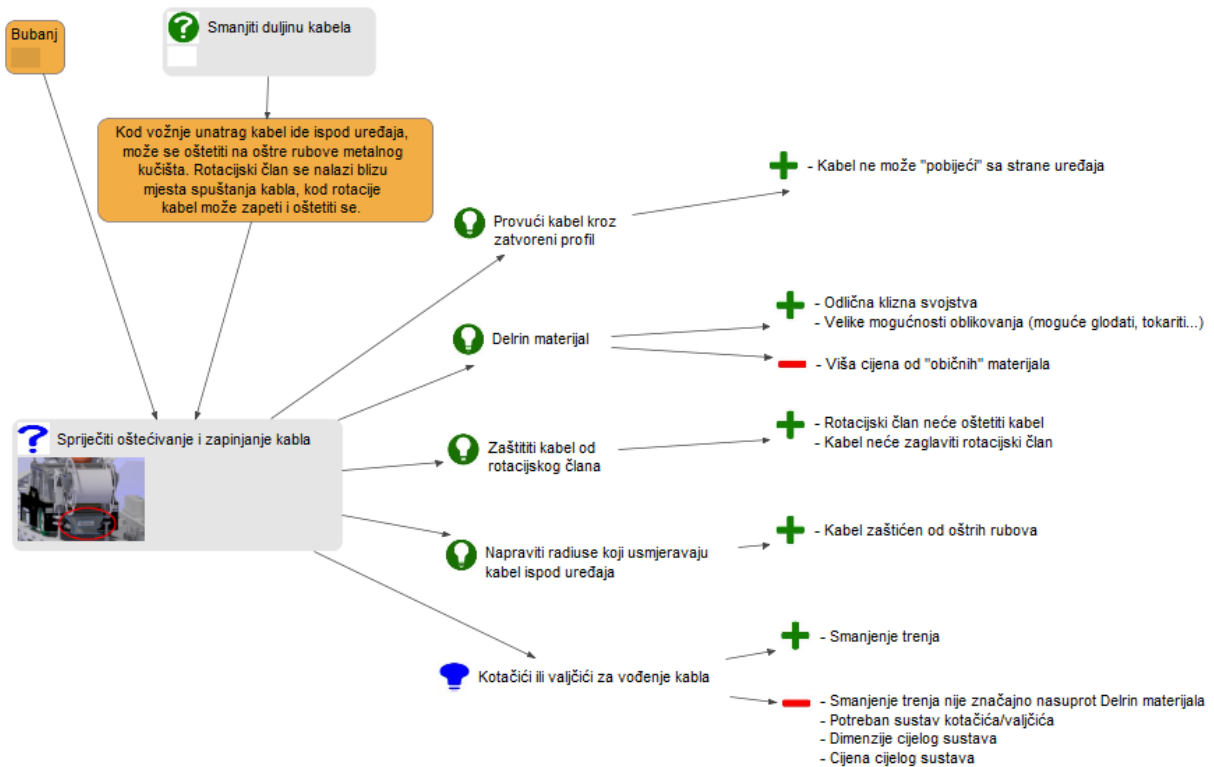 Bubanj
Smanjiti duljinu kabela
Kod vožnje unatrag kabel ide ispod uređaja,
može se oštetiti na oštre rubove metalnog
kučišta. Rotacijski član se nalazi blizu
mjesta spuštanja kabla, kod rotacije
kabel može zapeti i oštetiti se.
- Kabel ne može "pobijeći" sa strane uređaja
Provući kabel kroz
zatvoreni profil
- Odlična klizna svojstva
- Velike mogućnosti oblikovanja (moguće glodati, tokariti...)
Delrin materijal
- Viša cijena od "običnih" materijala
Spriječiti oštećivanje i zapinjanje kabla
- Rotacijski član neće oštetiti kabel
- Kabel neće zaglaviti rotacijski član
Zaštititi kabel od
rotacijskog člana
- Kabel zaštićen od oštrih rubova
Napraviti radiuse koji usmjeravaju
kabel ispod uređaja
- Smanjenje trenja
Kotačići ili valjčići za vođenje kabla
- Smanjenje trenja nije značajno nasuprot Delrin materijala
- Potreban sustav kotačića/valjčića
- Dimenzije cijelog sustava
- Cijena cijelog sustava